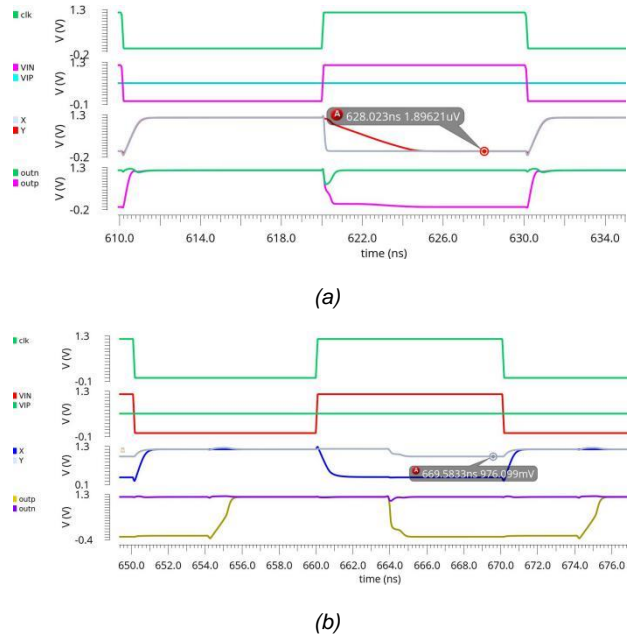 clk
1.3
V (V)
-0.2
VIN
VIP
1.3
V (V)
-0.1
X
Y
1.3
V (V)
-0.2
A 628.023ns 1.89621uV
outn
outp
1.3
V (V)
-0.2
610.0 614.0 618.0 622.0 626.0 630.0 634.0
time (ns)
(a)
clk
1.3
V (V)
-0.1
VIN
VIP
1.3
V (V)
-0.1
X
Y
1.3
V (V)
0.1
A 669.5833ns 976.099mV
outp
outn
1.3
V (V)
-0.4
650.0 652.0 654.0 656.0 658.0 660.0 662.0 664.0 666.0 668.0 670.0 672.0 674.0 676.0
time (ns)
(b)